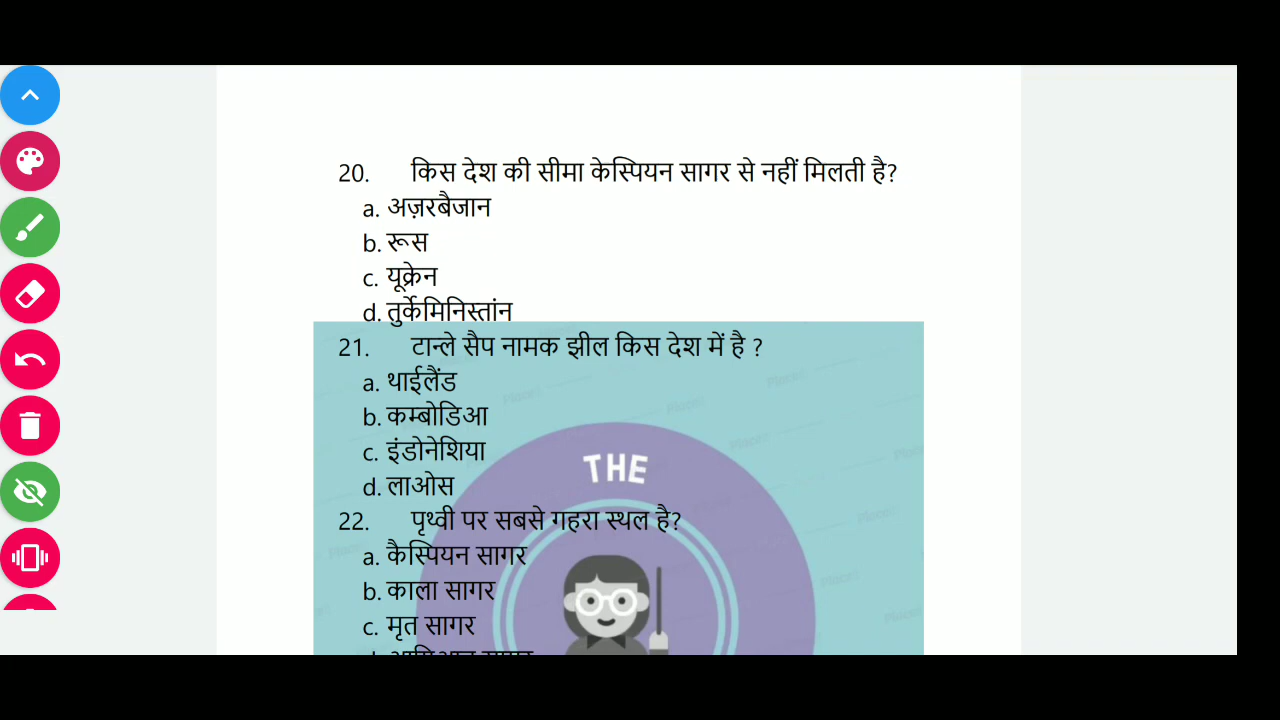 20. किस देश की सीमा केस्पियन सागर से नहीं मिलती है?
a. अज़रबैजान
b. रूस
c. यूक्रेन
d. तुर्केमिनिस्तांन
21. टान्ले सैप नामक झील किस देश में है ?
a. थाईलैंड
b. कम्बोडिआ
c. इंडोनेशिया
THE
d. लाओस
22. पृथ्वी पर सबसे गहरा स्थल है?
a. कैस्पियन सागर
b. काला सागर
c. मृत सागर